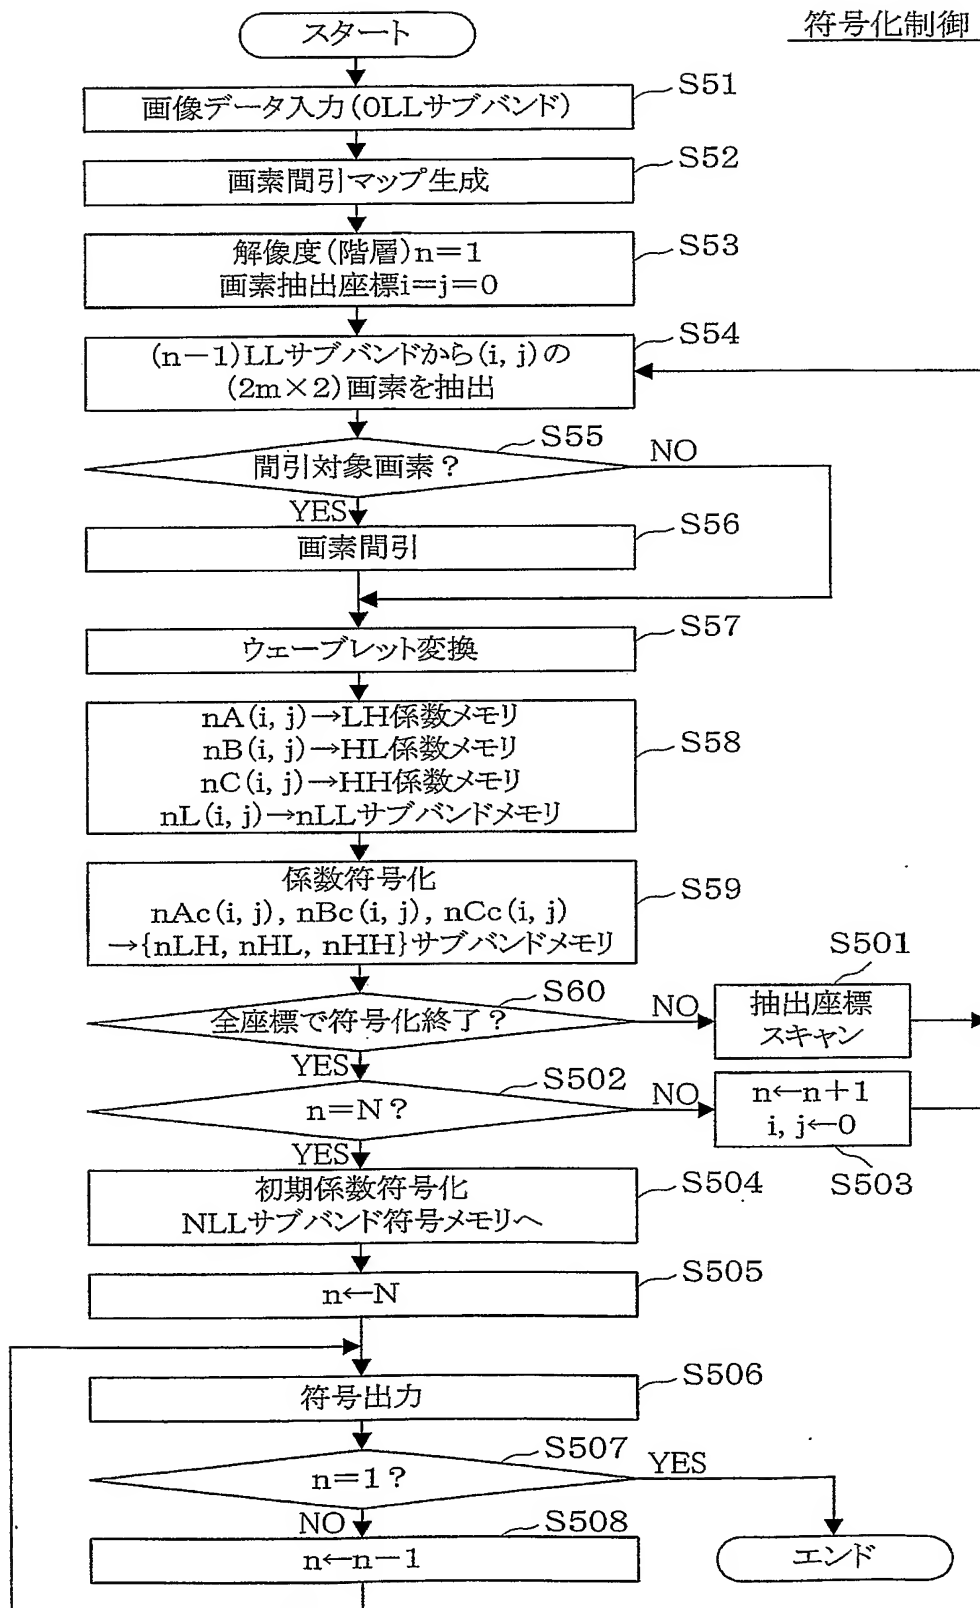 符号化制御
スタート
S51
画像データ入力(0LLサブバンド)
S52
画素間引マップ生成
S53
解像度(階層)n=1
画素抽出座標i=j=0
S54
(n-1)LLサブバンドから(i, j)の
(2m×2)画素を抽出
S55
間引対象画素?
NO
YES
S56
画素間引
S57
ウェーブレット変換
S58
nA(i, j)→LH係数メモリ
nB(i, j)→HL係数メモリ
nC(i, j)→HH係数メモリ
nL(i, j)→nLLサブバンドメモリ
S59
係数符号化
nAc(i, j), nBc(i, j), nCc(i, j)
→{nLH, nHL, nHH}サブバンドメモリ
S60
全座標で符号化終了?
NO
S501
抽出座標
スキャン
YES
S502
n=N?
NO
n←n+1
i, j←0
S503
YES
S504
初期係数符号化
NLLサブバンド符号メモリへ
S505
n←N
S506
符号出力
S507
n=1?
YES
NO
S508
n←n-1
エンド